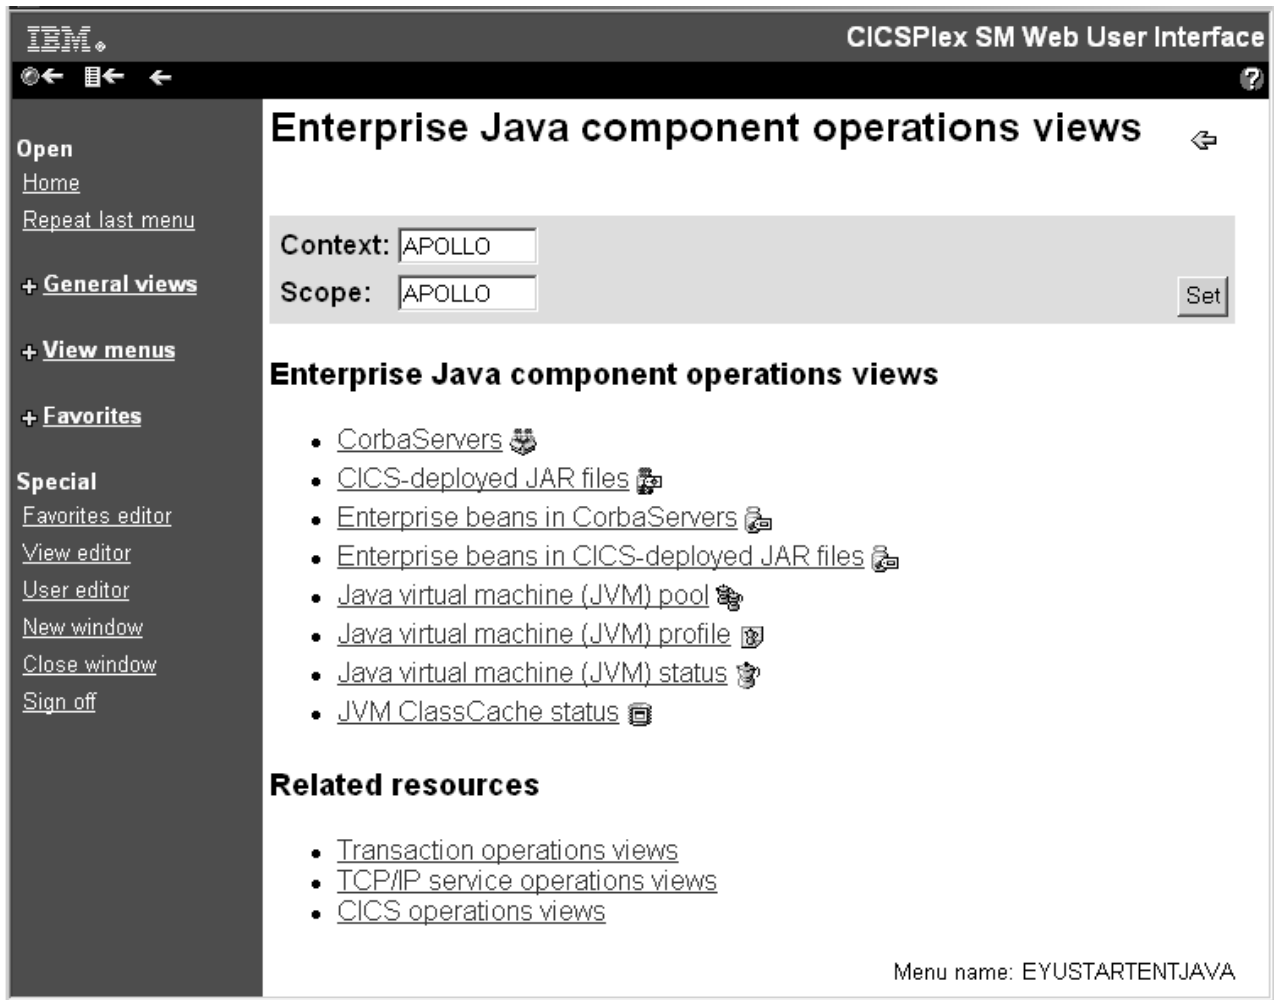 IBM.
CICSPlex SM Web User Interface
?
Open
Home
Repeat last menu
+ General views
+ View menus
+ Favorites
Special
Favorites editor
View editor
User editor
New window
Close window
Sign off
Enterprise Java component operations views
Context: APOLLO
Scope: APOLLO
Set
Enterprise Java component operations views
• CorbaServers
• CICS-deployed JAR files
• Enterprise beans in CorbaServers
• Enterprise beans in CICS-deployed JAR files
• Java virtual machine (JVM) pool
• Java virtual machine (JVM) profile
• Java virtual machine (JVM) status
• JVM ClassCache status
Related resources
• Transaction operations views
• TCP/IP service operations views
• CICS operations views
Menu name: EYUSTARTENTJAVA